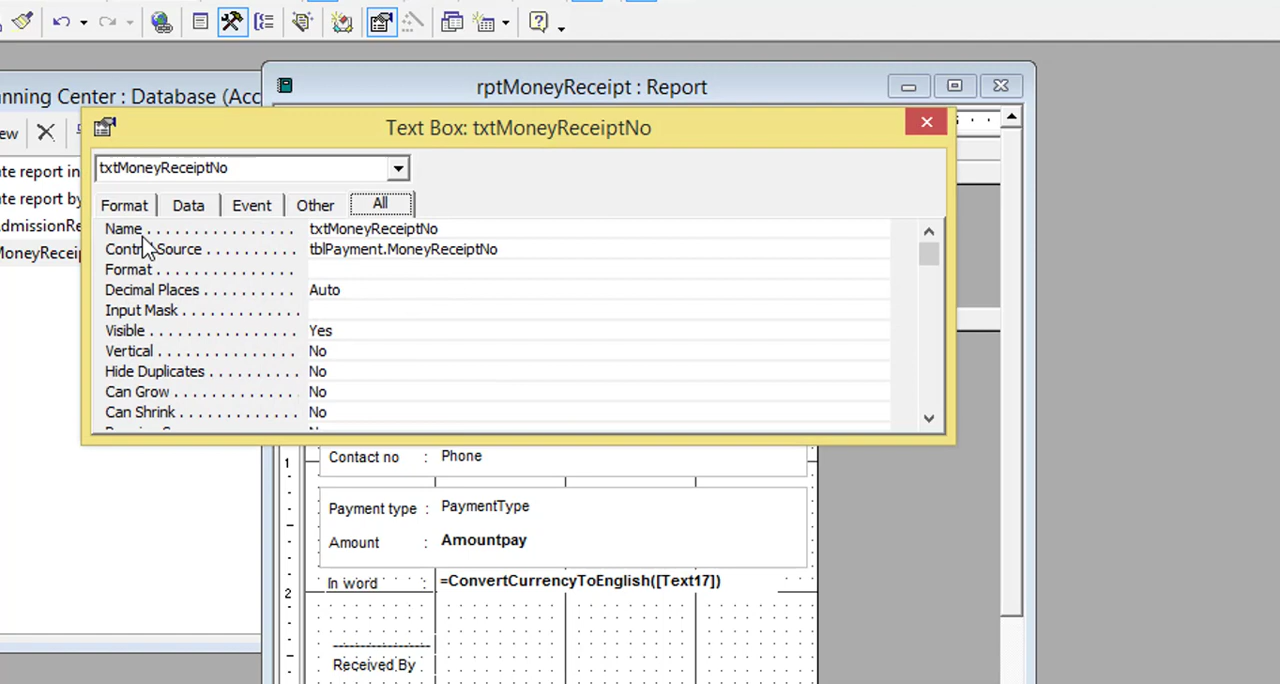 rptMoneyReceipt : Report
anning Center : Database (Acc
ew
te report in
te report by
dmissionRe
MoneyReceip
Text Box: txtMoneyReceiptNo
txtMoneyReceiptNo
Format Data Event Other All
Name . . . . . . . . . . . . . . . . txtMoneyReceiptNo
Control Source . . . . . . . . . . tblPayment.MoneyReceiptNo
Format . . . . . . . . . . . . . . .
Decimal Places . . . . . . . . . . Auto
Input Mask . . . . . . . . . . . . .
Visible . . . . . . . . . . . . . . . . Yes
Vertical . . . . . . . . . . . . . . . No
Hide Duplicates . . . . . . . . . . No
Can Grow . . . . . . . . . . . . . . No
Can Shrink . . . . . . . . . . . . . No
Contact no : Phone
1
Payment type : PaymentType
Amount : Amountpay
In word : =ConvertCurrencyToEnglish([Text17])
2
Received By